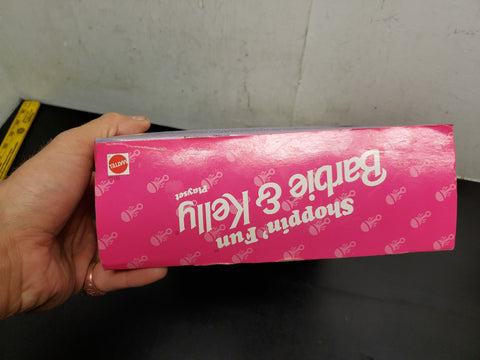 Shoppin' Fun
Barbie & Kelly
Playset
MATTEL